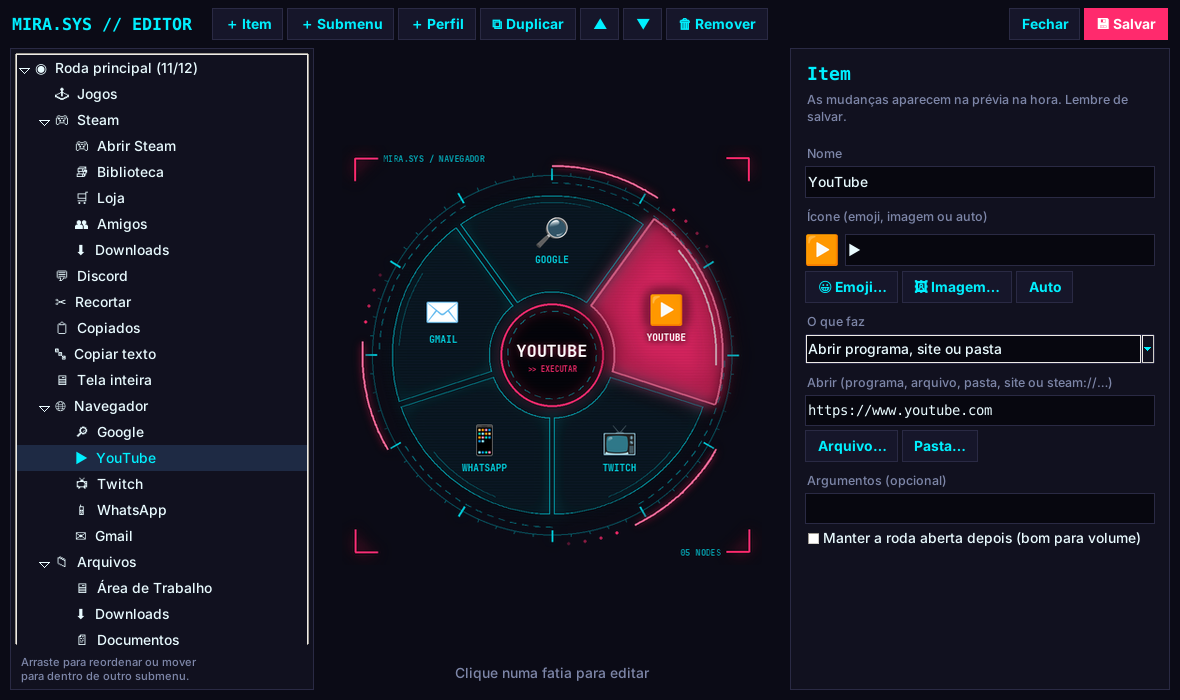 MIRA.SYS // EDITOR
+ Item
+ Submenu
+ Perfil
Duplicar
▲
▼
Remover
Fechar
Salvar
Roda principal (11/12)
Jogos
Steam
Abrir Steam
Biblioteca
Loja
Amigos
Downloads
Discord
Recortar
Copiados
Copiar texto
Tela inteira
Navegador
Google
YouTube
Twitch
WhatsApp
Gmail
Arquivos
Área de Trabalho
Downloads
Documentos
Arraste para reordenar ou mover
para dentro de outro submenu.
MIRA.SYS / NAVEGADOR
GOOGLE
YOUTUBE
GMAIL
YOUTUBE
>> EXECUTAR
WHATSAPP
TWITCH
05 NODES
Clique numa fatia para editar
Item
As mudanças aparecem na prévia na hora. Lembre de
salvar.
Nome
YouTube
Ícone (emoji, imagem ou auto)
▶
Emoji...
Imagem...
Auto
O que faz
Abrir programa, site ou pasta
Abrir (programa, arquivo, pasta, site ou steam://...)
https://www.youtube.com
Arquivo...
Pasta...
Argumentos (opcional)
Manter a roda aberta depois (bom para volume)